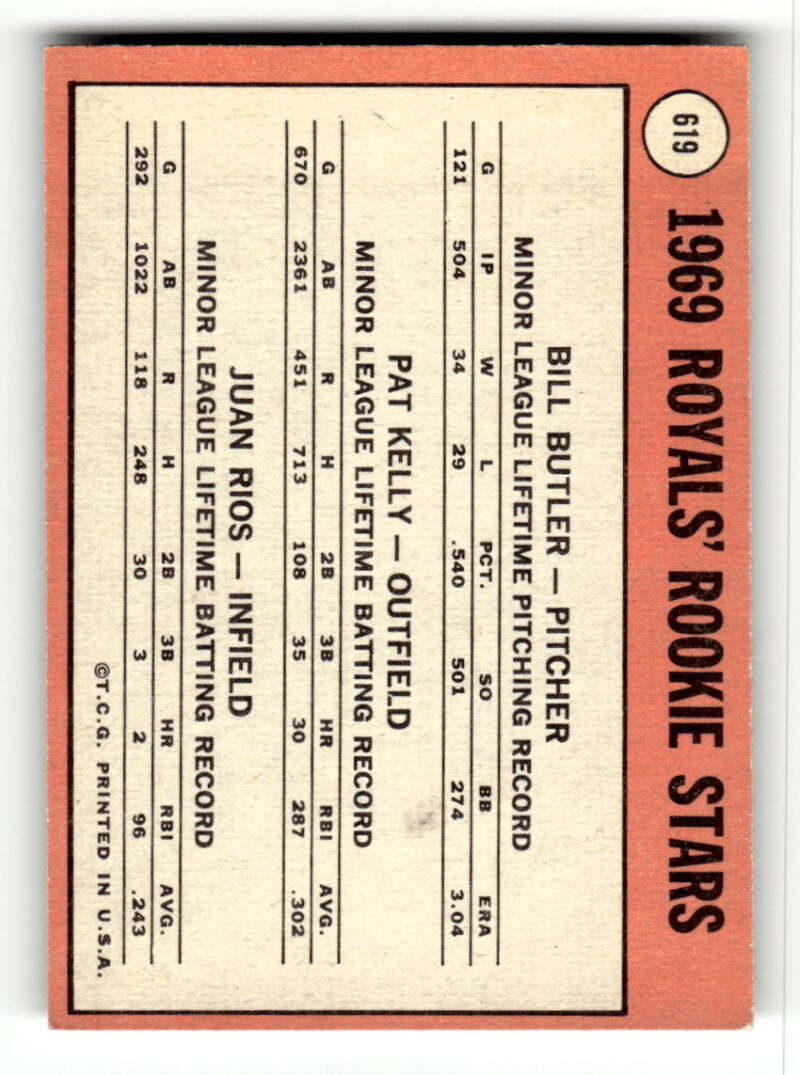 619
1969 ROYALS' ROOKIE STARS
BILL BUTLER — PITCHER
MINOR LEAGUE LIFETIME PITCHING RECORD
G IP W L PCT. SO BB ERA
121 504 34 29 .540 501 274 3.04
PAT KELLY — OUTFIELD
MINOR LEAGUE LIFETIME BATTING RECORD
G AB R H 2B 3B HR RBI AVG.
670 2361 451 713 108 35 30 287 .302
JUAN RIOS — INFIELD
MINOR LEAGUE LIFETIME BATTING RECORD
G AB R H 2B 3B HR RBI AVG.
292 1022 118 248 30 3 2 96 .243
©T.C.G. PRINTED IN U.S.A.